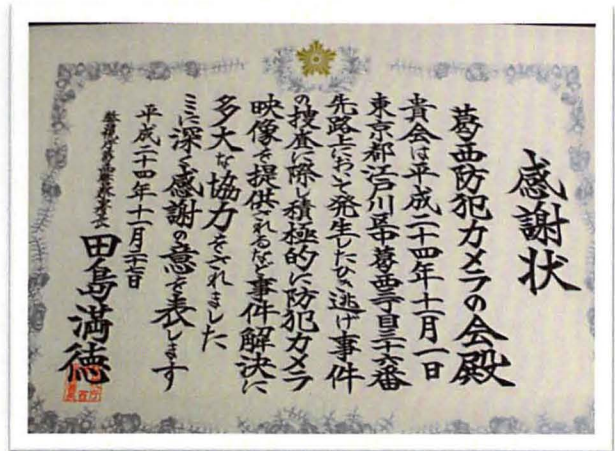 感謝状
葛西防犯カメラの会殿
貴会は平成二十四年十一月一日
東京都江戸川区中葛西三丁目三十六番
先路上において発生したひき逃げ事件
の捜査に際し積極的に防犯カメラ
映像を提供されるなど事件解決に
多大な協力をされました
ここに深く感謝の意を表します
平成二十四年十一月二十七日
警視庁葛西警察署長
田島満徳